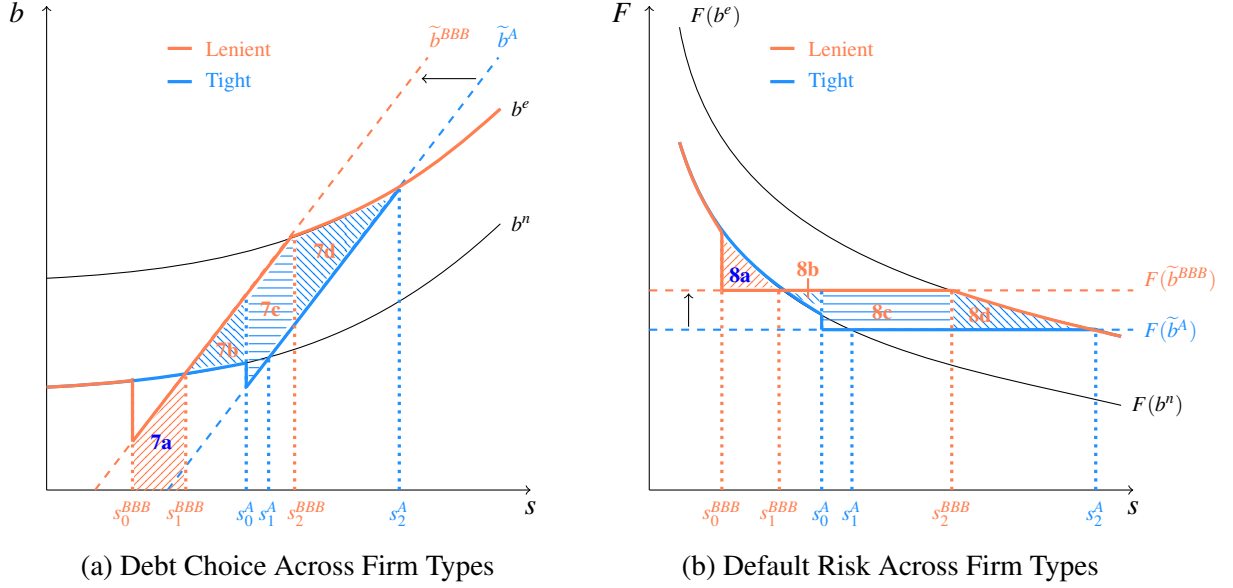 b
Lenient
Tight
b̃^{BBB}
b̃^{A}
b^{e}
b^{n}
7a
7b
7c
7d
s_0^{BBB}
s_1^{BBB}
s_0^{A}
s_1^{A}
s_2^{BBB}
s_2^{A}
s
(a) Debt Choice Across Firm Types
F
F(b^{e})
Lenient
Tight
8a
8b
8c
8d
F(b̃^{BBB})
F(b̃^{A})
F(b^{n})
s_0^{BBB}
s_1^{BBB}
s_0^{A}
s_1^{A}
s_2^{BBB}
s_2^{A}
s
(b) Default Risk Across Firm Types